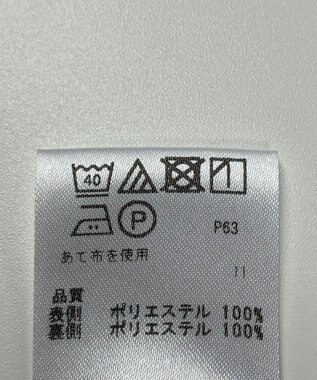 40
P
P63
あて布を使用
11
品質
表側 ポリエステル 100%
裏側 ポリエステル 100%